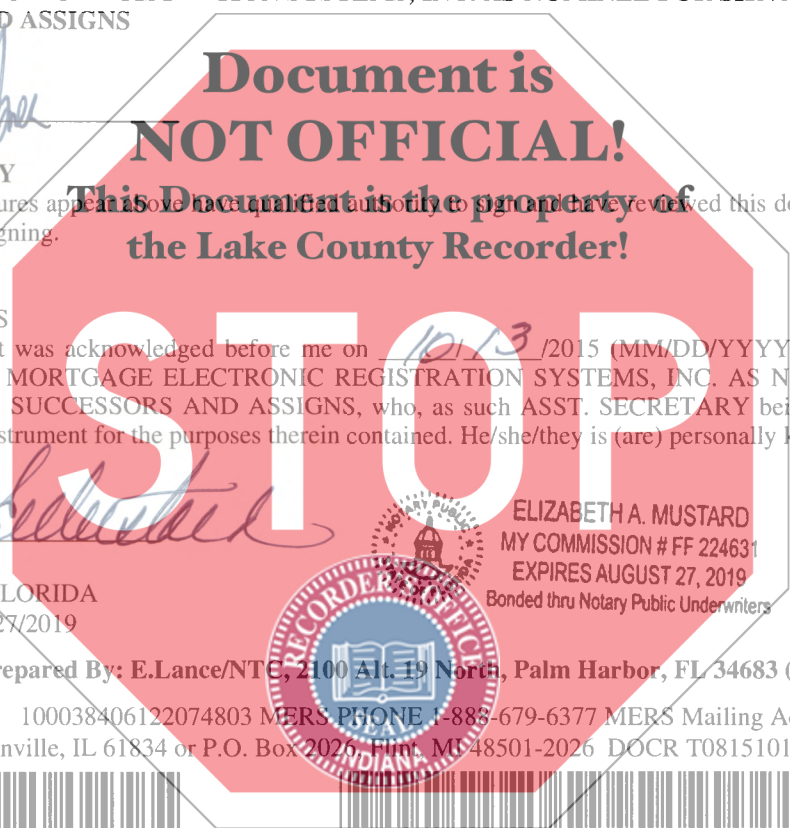 D ASSIGNS
Document is
NOT OFFICIAL!
Y
This Document is the property of
ures appear above have qualified authority to sign and have reviewed this d
gning.
the Lake County Recorder!
S
STOP
t was acknowledged before me on 10/13/2015 (MM/DD/YYYY
MORTGAGE ELECTRONIC REGISTRATION SYSTEMS, INC. AS N
SUCCESSORS AND ASSIGNS, who, as such ASST. SECRETARY bei
strument for the purposes therein contained. He/she/they is (are) personally k
NOTARY PUBLIC
ELIZABETH A. MUSTARD
MY COMMISSION # FF 224631
EXPIRES AUGUST 27, 2019
Bonded thru Notary Public Underwriters
LORIDA
27/2019
RECORDER'S OFFICE
SEAL
INDIANA
repared By: E.Lance/NTC, 2100 Alt. 19 North, Palm Harbor, FL 34683 (
100038406122074803 MERS PHONE 1-888-679-6377 MERS Mailing A
nville, IL 61834 or P.O. Box 2026, Flint, MI 48501-2026 DOCR T0815101